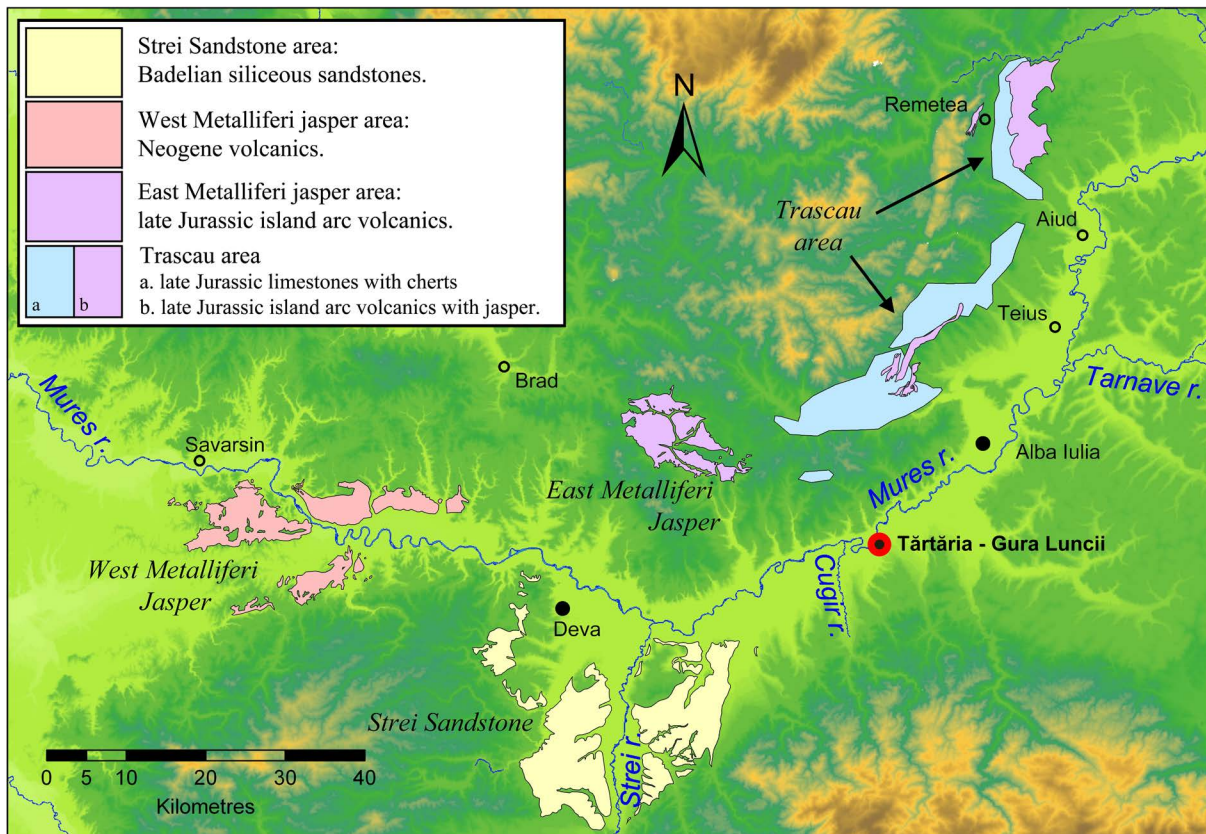 Strei Sandstone area:
Badelian siliceous sandstones.
West Metalliferi jasper area:
Neogene volcanics.
East Metalliferi jasper area:
late Jurassic island arc volcanics.
Trascau area
a. late Jurassic limestones with cherts
b. late Jurassic island arc volcanics with jasper.
a
b
N
Remetea
Trascau
area
Aiud
Teius
Tarnave r.
Brad
Mures r.
Savarsin
Alba Iulia
Mures r.
East Metalliferi
Jasper
Tărtăria - Gura Luncii
West Metalliferi
Jasper
Cugir r.
Deva
Strei Sandstone
Strei r.
0 5 10 20 30 40
Kilometres